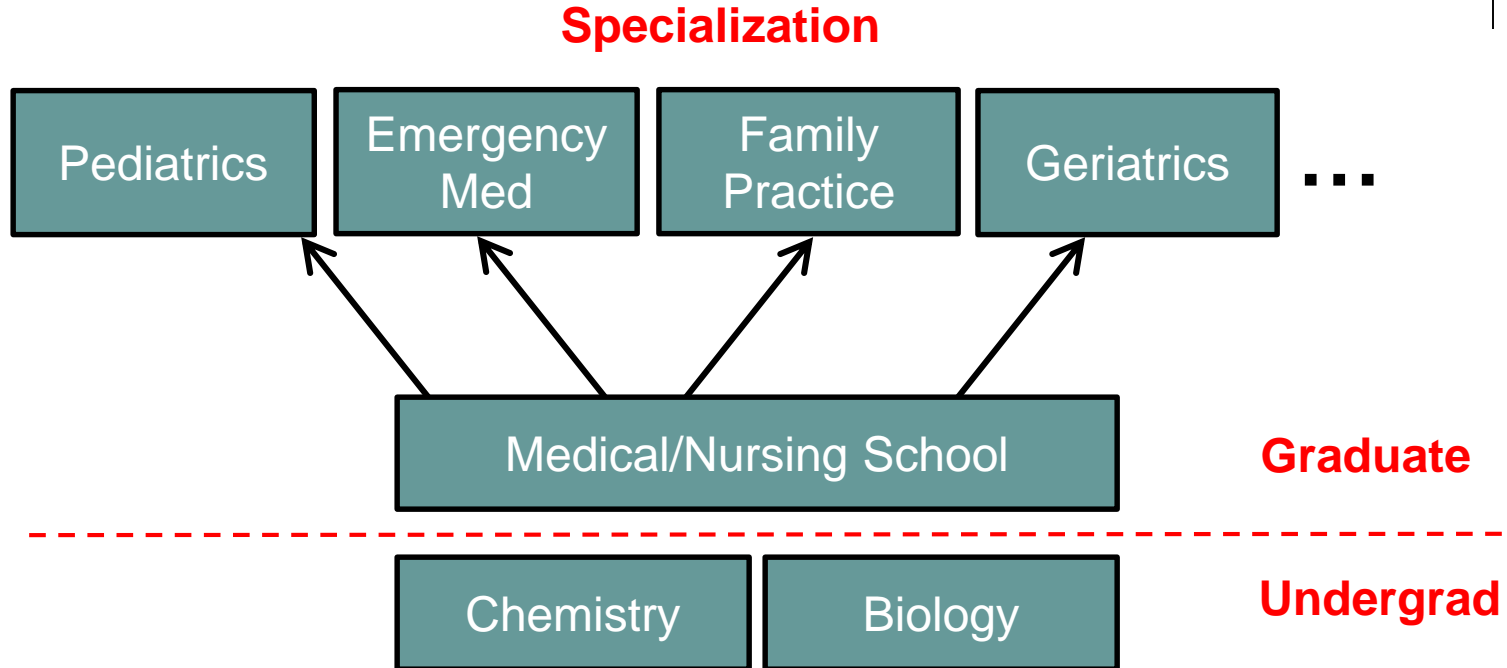 Specialization
Pediatrics
Emergency
Med
Family
Practice
Geriatrics
...
Medical/Nursing School
Graduate
Chemistry
Biology
Undergrad